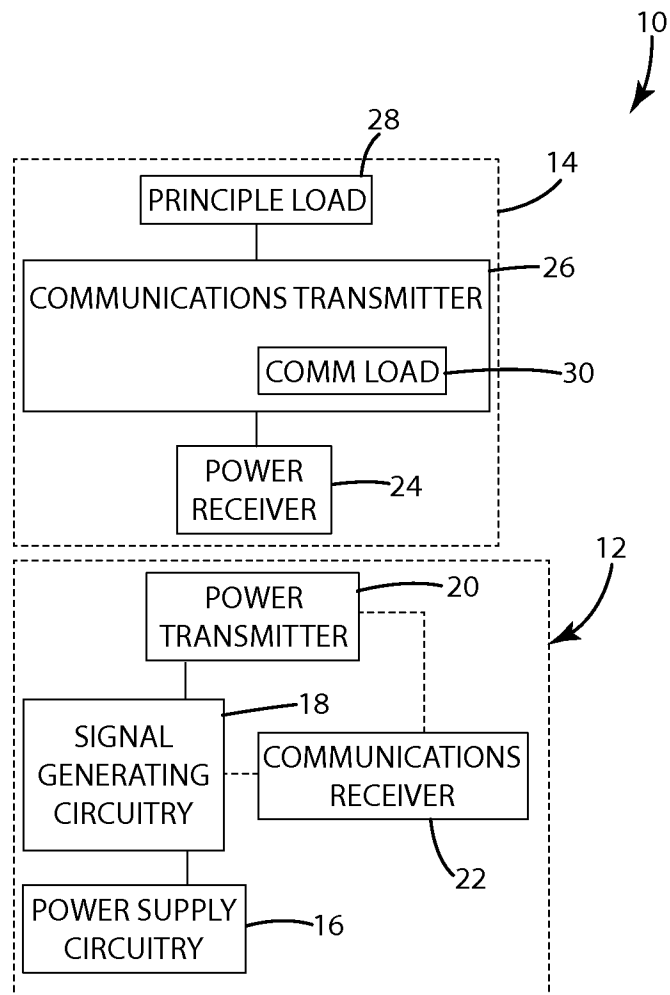 10
28
PRINCIPLE LOAD
14
26
COMMUNICATIONS TRANSMITTER
COMM LOAD
30
POWER
RECEIVER
24
12
POWER
TRANSMITTER
20
18
SIGNAL
GENERATING
CIRCUITRY
COMMUNICATIONS
RECEIVER
22
POWER SUPPLY
CIRCUITRY
16